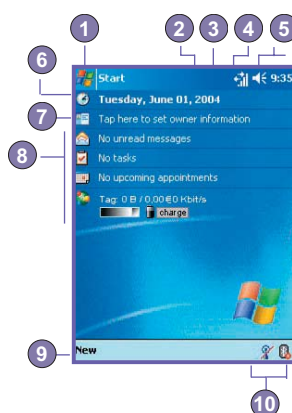 1 2 3 4 5
6 7 8 9 10
Start 9:35
Tuesday, June 01, 2004
Tap here to set owner information
No unread messages
No tasks
No upcoming appointments
Tag: 0 B / 0,00€0 Kbit/s
charge
New